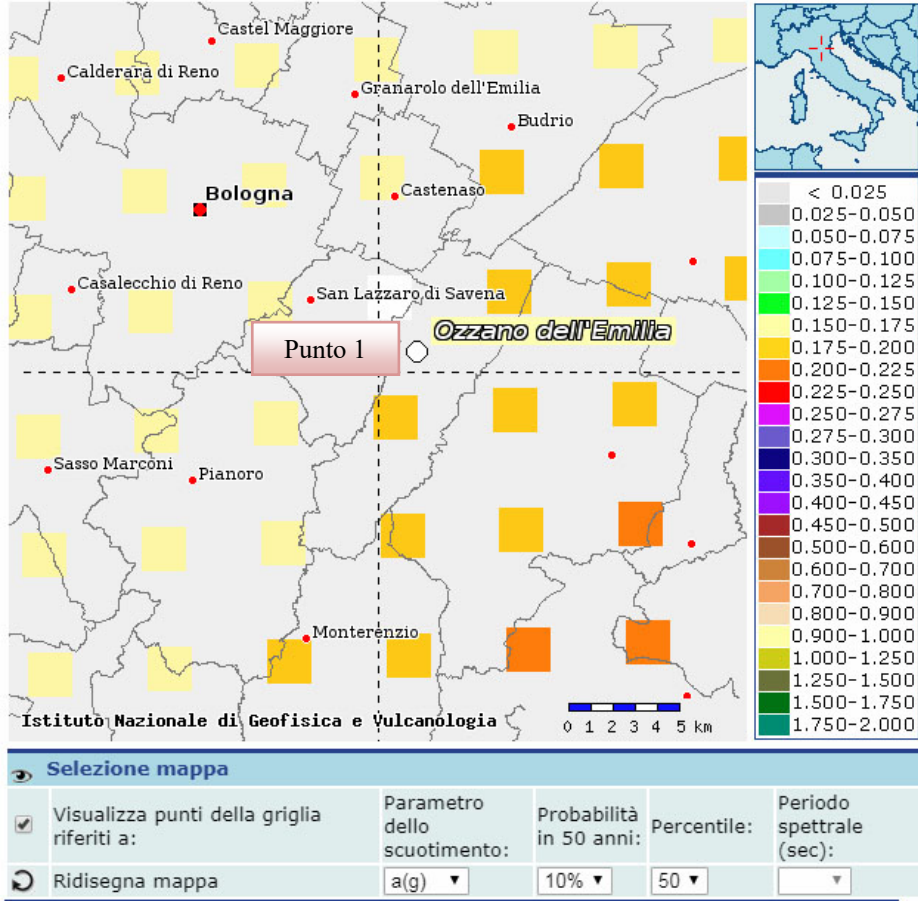 Castel Maggiore
Calderara di Reno
Granarolo dell'Emilia
Budrio
Bologna
Castenaso
Casalecchio di Reno
San Lazzaro di Savena
Ozzano dell'Emilia
Punto 1
Sasso Marconi
Pianoro
Monterenzio
Istituto Nazionale di Geofisica e Vulcanologia
0 1 2 3 4 5 km
< 0.025
0.025-0.050
0.050-0.075
0.075-0.100
0.100-0.125
0.125-0.150
0.150-0.175
0.175-0.200
0.200-0.225
0.225-0.250
0.250-0.275
0.275-0.300
0.300-0.350
0.350-0.400
0.400-0.450
0.450-0.500
0.500-0.600
0.600-0.700
0.700-0.800
0.800-0.900
0.900-1.000
1.000-1.250
1.250-1.500
1.500-1.750
1.750-2.000
Selezione mappa
Visualizza punti della griglia
riferiti a:
Parametro
dello
scuotimento:
Probabilità
in 50 anni:
Percentile:
Periodo
spettrale
(sec):
Ridisegna mappa
a(g)
10%
50